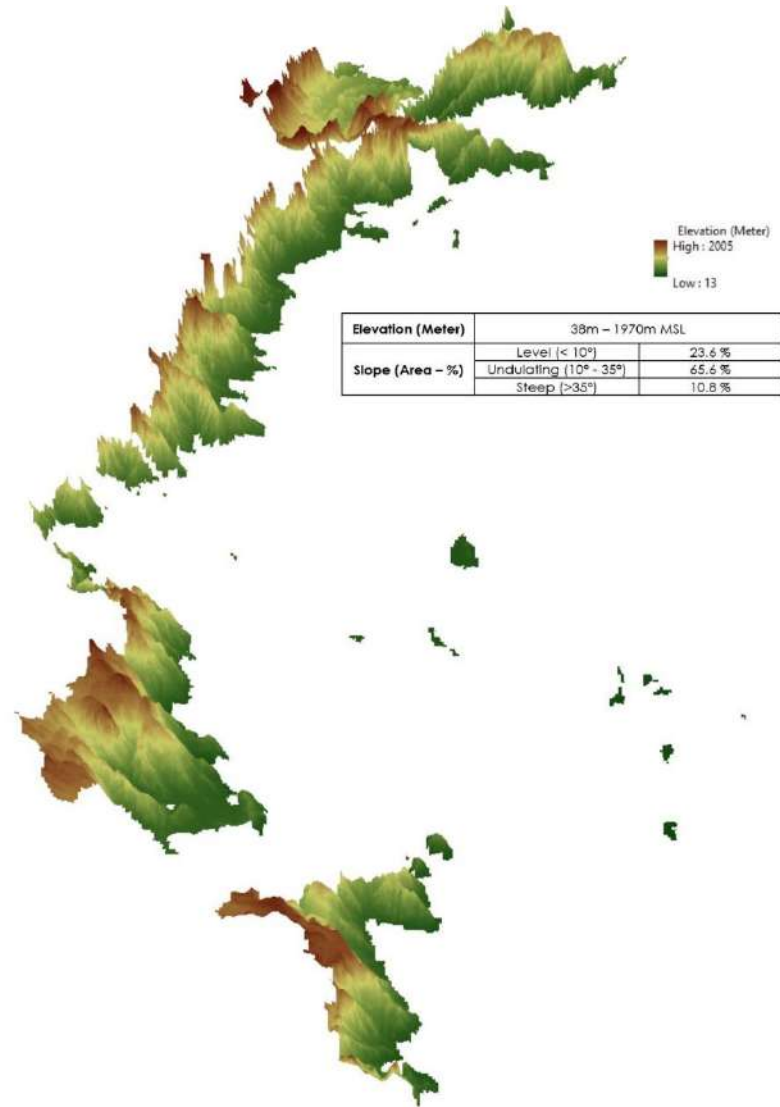 Elevation (Meter)
High : 2005
Low : 13
Elevation (Meter) 38m – 1970m MSL
Slope (Area – %) Level (< 10°) 23.6 %
Undulating (10° - 35°) 65.6 %
Steep (>35°) 10.8 %